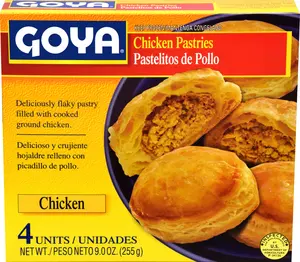 GOYA
Chicken Pastries
Pastelitos de Pollo
Deliciously flaky pastry
filled with cooked
ground chicken.
Delicioso y crujiente
hojaldre relleno con
picadillo de pollo.
Chicken
4 UNITS/UNIDADES
NET WT./PESO NETO 9.0 OZ. (255g)